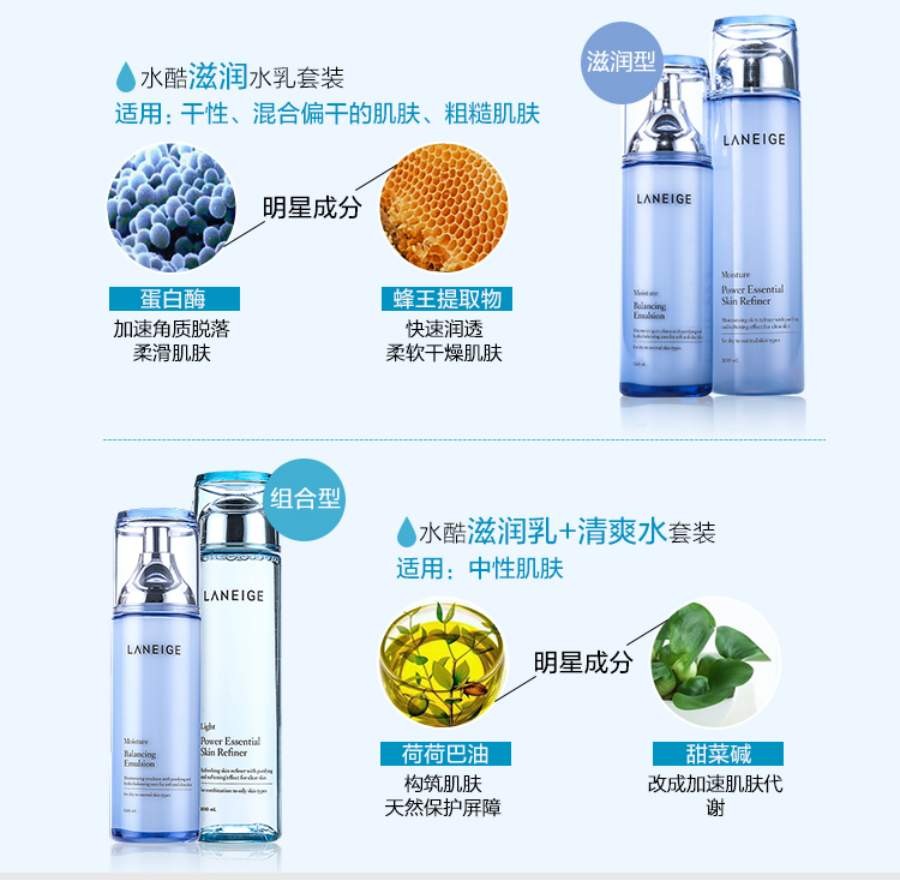 水酷滋润水乳套装
适用：干性、混合偏干的肌肤、粗糙肌肤
滋润型
明星成分
蛋白酶
加速角质脱落
柔滑肌肤
蜂王提取物
快速润透
柔软干燥肌肤
LANEIGE
Moisture
Balancing
Emulsion
LANEIGE
Moisture
Power Essential
Skin Refiner
组合型
水酷滋润乳+清爽水套装
适用：中性肌肤
明星成分
荷荷巴油
构筑肌肤
天然保护屏障
甜菜碱
改成加速肌肤代
谢
LANEIGE
Moisture
Balancing
Emulsion
LANEIGE
Light
Power Essential
Skin Refiner